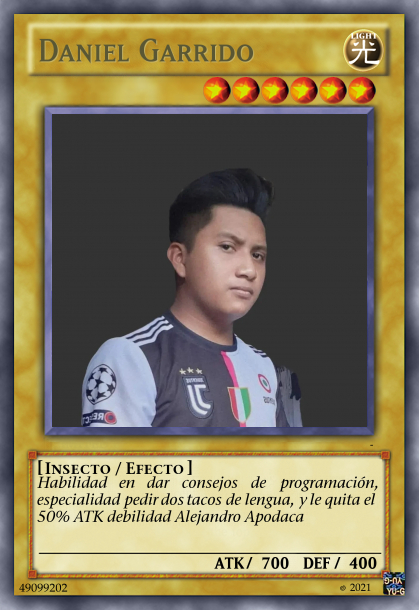 Daniel Garrido
LIGHT
光
[Insecto / Efecto]
Habilidad en dar consejos de programación,
especialidad pedir dos tacos de lengua, y le quita el
50% ATK debilidad Alejandro Apodaca
ATK/ 700 DEF/ 400
49099202
© 2021